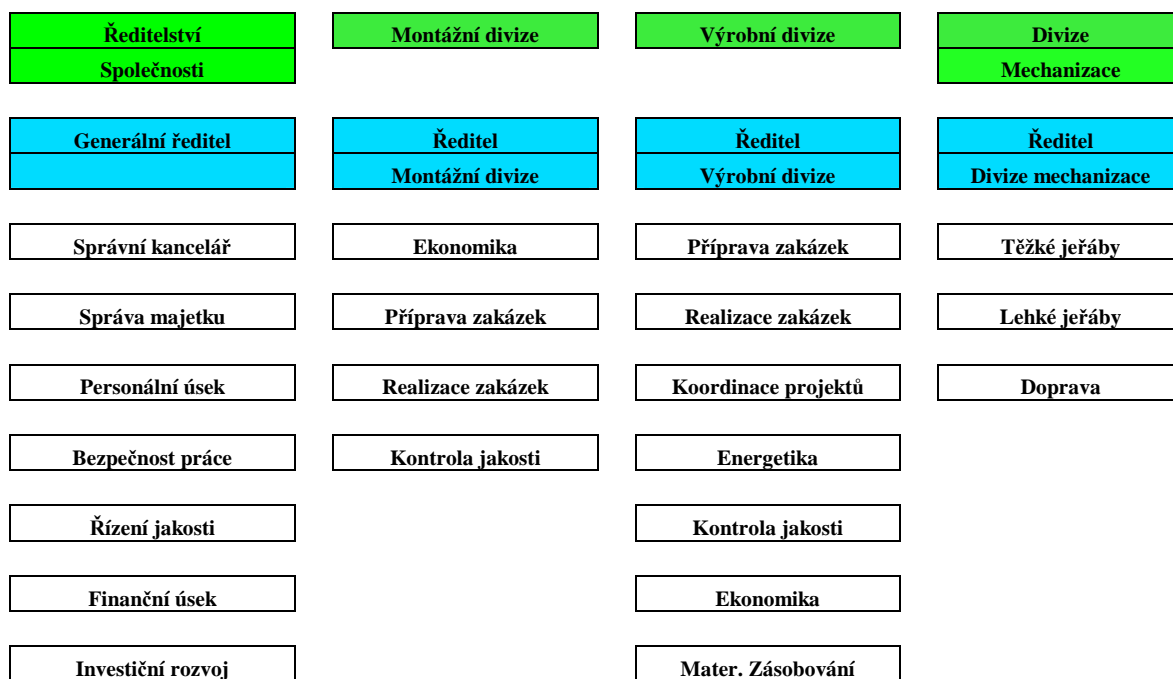 Ředitelství
Společnosti
Montážní divize
Výrobní divize
Divize
Mechanizace
Generální ředitel
Ředitel
Montážní divize
Ředitel
Výrobní divize
Ředitel
Divize mechanizace
Správní kancelář
Ekonomika
Příprava zakázek
Těžké jeřáby
Správa majetku
Příprava zakázek
Realizace zakázek
Lehké jeřáby
Personální úsek
Realizace zakázek
Koordinace projektů
Doprava
Bezpečnost práce
Kontrola jakosti
Energetika
Řízení jakosti
Kontrola jakosti
Finanční úsek
Ekonomika
Investiční rozvoj
Mater. Zásobování